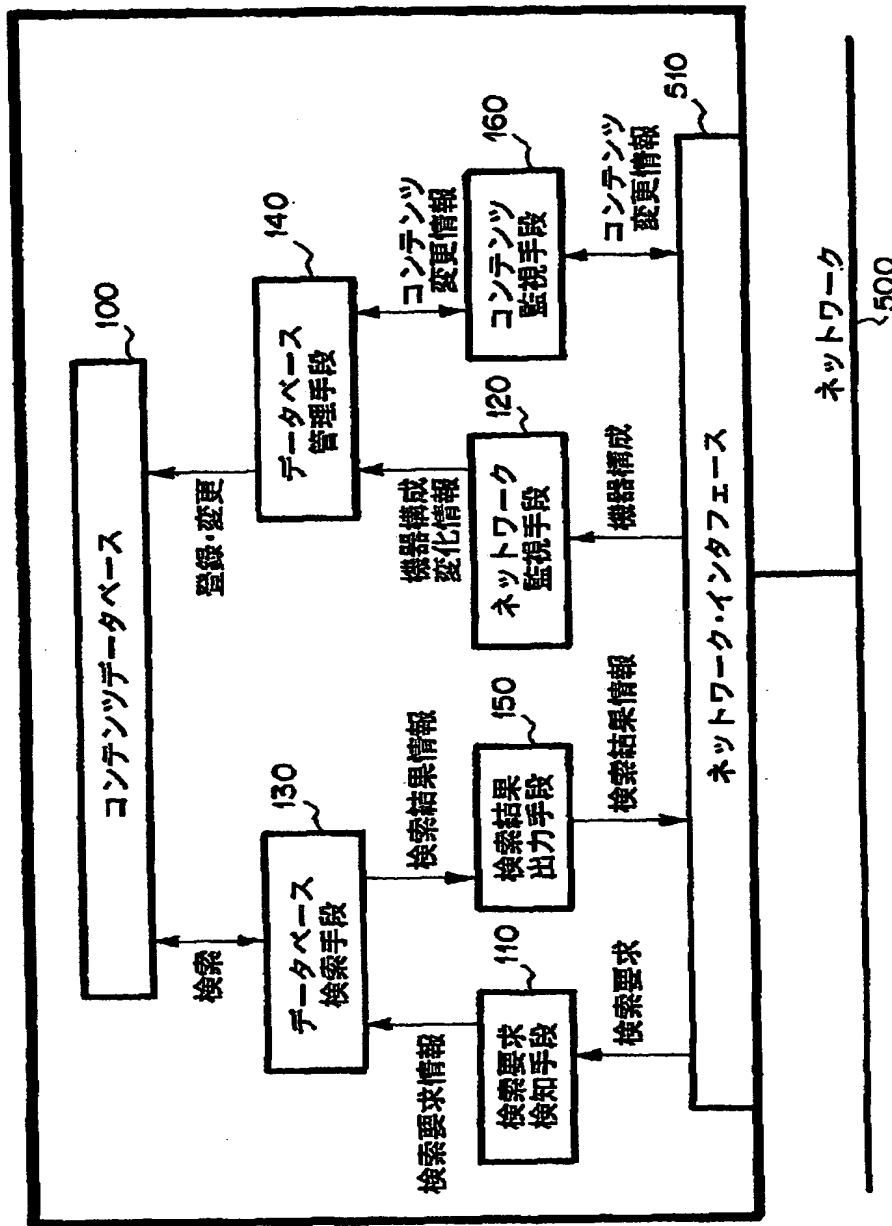 コンテンツデータベース
100
検索
登録・変更
データベース
検索手段
130
データベース
管理手段
140
検索要求情報
検索結果情報
機器構成
変化情報
コンテンツ
変更情報
検索要求
検知手段
110
検索結果
出力手段
150
ネットワーク
監視手段
120
コンテンツ
監視手段
160
検索要求
検索結果情報
機器構成
コンテンツ
変更情報
ネットワーク・インタフェース
510
ネットワーク
500